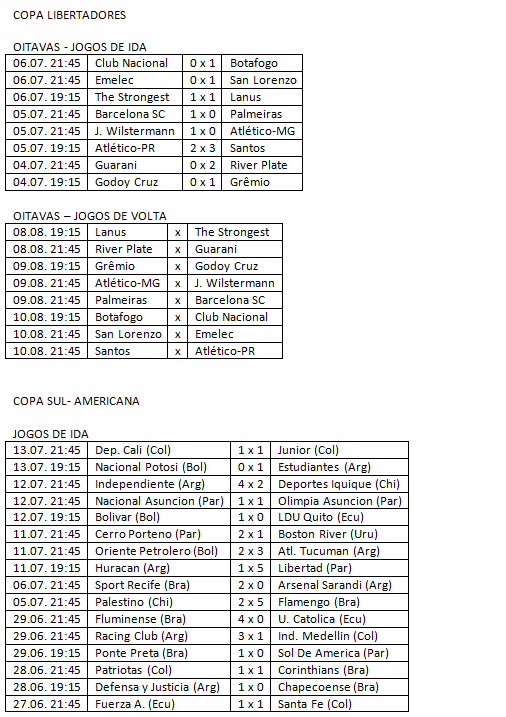 COPA LIBERTADORES
OITAVAS - JOGOS DE IDA
06.07. 21:45 Club Nacional 0 x 1 Botafogo
06.07. 21:45 Emelec 0 x 1 San Lorenzo
06.07. 19:15 The Strongest 1 x 1 Lanus
05.07. 21:45 Barcelona SC 1 x 0 Palmeiras
05.07. 21:45 J. Wilstermann 1 x 0 Atlético-MG
05.07. 19:15 Atlético-PR 2 x 3 Santos
04.07. 21:45 Guarani 0 x 2 River Plate
04.07. 19:15 Godoy Cruz 0 x 1 Grêmio
OITAVAS – JOGOS DE VOLTA
08.08. 19:15 Lanus x The Strongest
08.08. 21:45 River Plate x Guarani
09.08. 19:15 Grêmio x Godoy Cruz
09.08. 21:45 Atlético-MG x J. Wilstermann
09.08. 21:45 Palmeiras x Barcelona SC
10.08. 19:15 Botafogo x Club Nacional
10.08. 21:45 San Lorenzo x Emelec
10.08. 21:45 Santos x Atlético-PR
COPA SUL- AMERICANA
JOGOS DE IDA
13.07. 21:45 Dep. Cali (Col) 1 x 1 Junior (Col)
13.07. 19:15 Nacional Potosi (Bol) 0 x 1 Estudiantes (Arg)
12.07. 21:45 Independiente (Arg) 4 x 2 Deportes Iquique (Chi)
12.07. 21:45 Nacional Asuncion (Par) 1 x 1 Olimpia Asuncion (Par)
12.07. 19:15 Bolivar (Bol) 1 x 0 LDU Quito (Ecu)
11.07. 21:45 Cerro Porteno (Par) 2 x 1 Boston River (Uru)
11.07. 21:45 Oriente Petrolero (Bol) 2 x 3 Atl. Tucuman (Arg)
11.07. 19:15 Huracan (Arg) 1 x 5 Libertad (Par)
06.07. 21:45 Sport Recife (Bra) 2 x 0 Arsenal Sarandi (Arg)
05.07. 21:45 Palestino (Chi) 2 x 5 Flamengo (Bra)
29.06. 21:45 Fluminense (Bra) 4 x 0 U. Catolica (Ecu)
29.06. 21:45 Racing Club (Arg) 3 x 1 Ind. Medellin (Col)
29.06. 19:15 Ponte Preta (Bra) 1 x 0 Sol De America (Par)
28.06. 21:45 Patriotas (Col) 1 x 1 Corinthians (Bra)
28.06. 19:15 Defensa y Justicia (Arg) 1 x 0 Chapecoense (Bra)
27.06. 21:45 Fuerza A. (Ecu) 1 x 1 Santa Fe (Col)